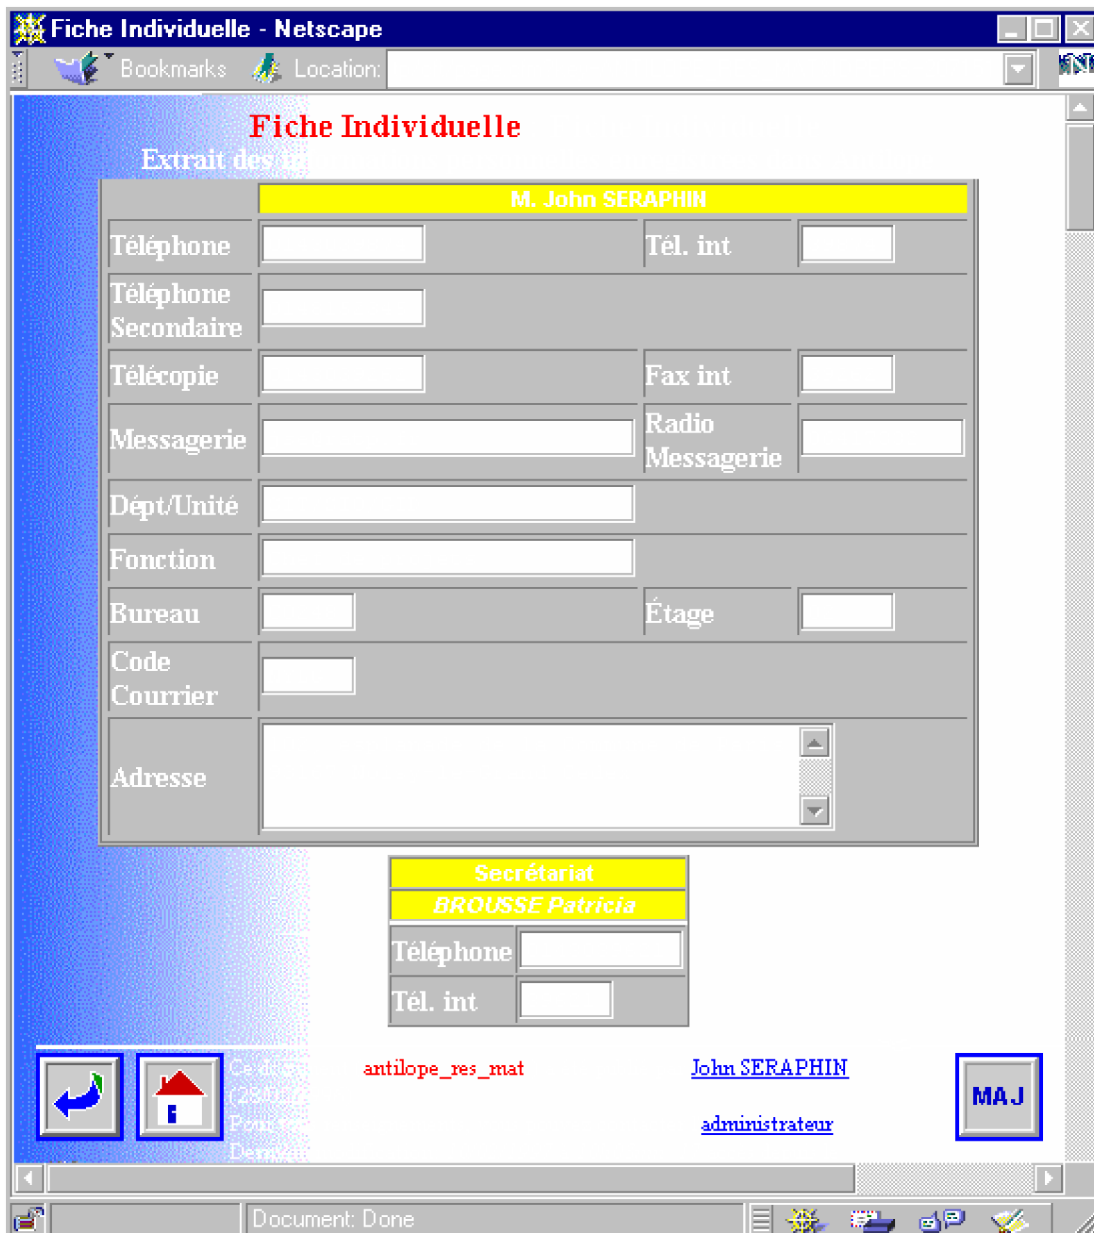 Fiche Individuelle - Netscape
Bookmarks Location:
Fiche Individuelle
Extrait des
M. John SERAPHIN
Téléphone Tél. int
Téléphone
Secondaire
Télécopie Fax int
Messagerie Radio
Messagerie
Dépt/Unité
Fonction
Bureau Étage
Code
Courrier
Adresse
Secrétariat
BROUSSE Patricia
Téléphone
Tél. int
antilope_res_mat John SERAPHIN
MAJ
administrateur
Document: Done